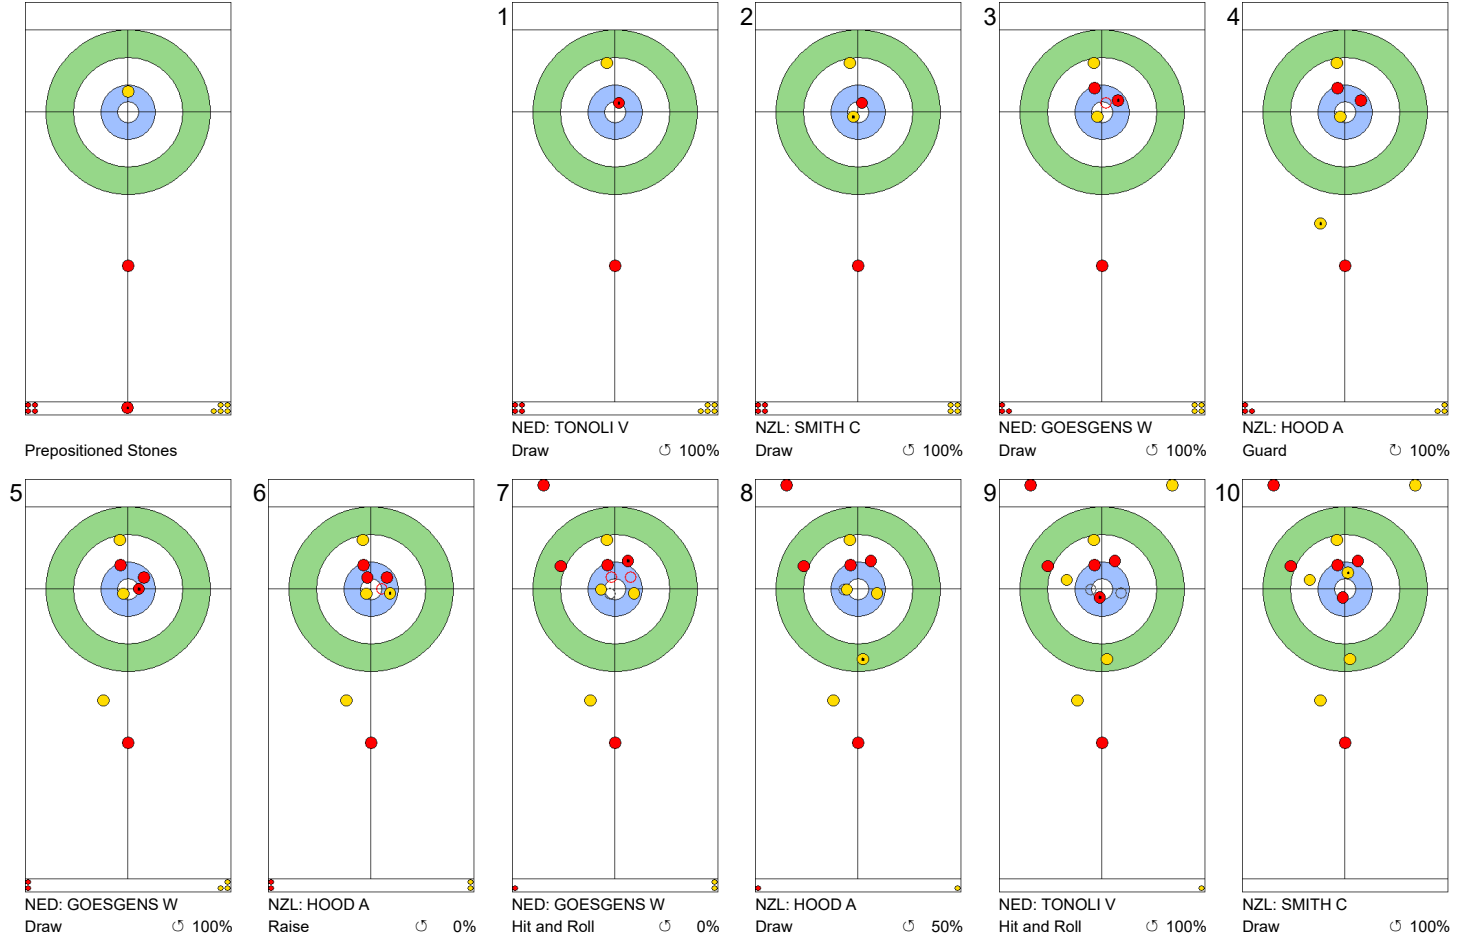 Prepositioned Stones
1
NED: TONOLI V
Draw ↺ 100%
2
NZL: SMITH C
Draw ↺ 100%
3
NED: GOESGENS W
Draw ↺ 100%
4
NZL: HOOD A
Guard ↻ 100%
5
NED: GOESGENS W
Draw ↺ 100%
6
NZL: HOOD A
Raise ↺ 0%
7
NED: GOESGENS W
Hit and Roll ↺ 0%
8
NZL: HOOD A
Draw ↺ 50%
9
NED: TONOLI V
Hit and Roll ↺ 100%
10
NZL: SMITH C
Draw ↺ 100%